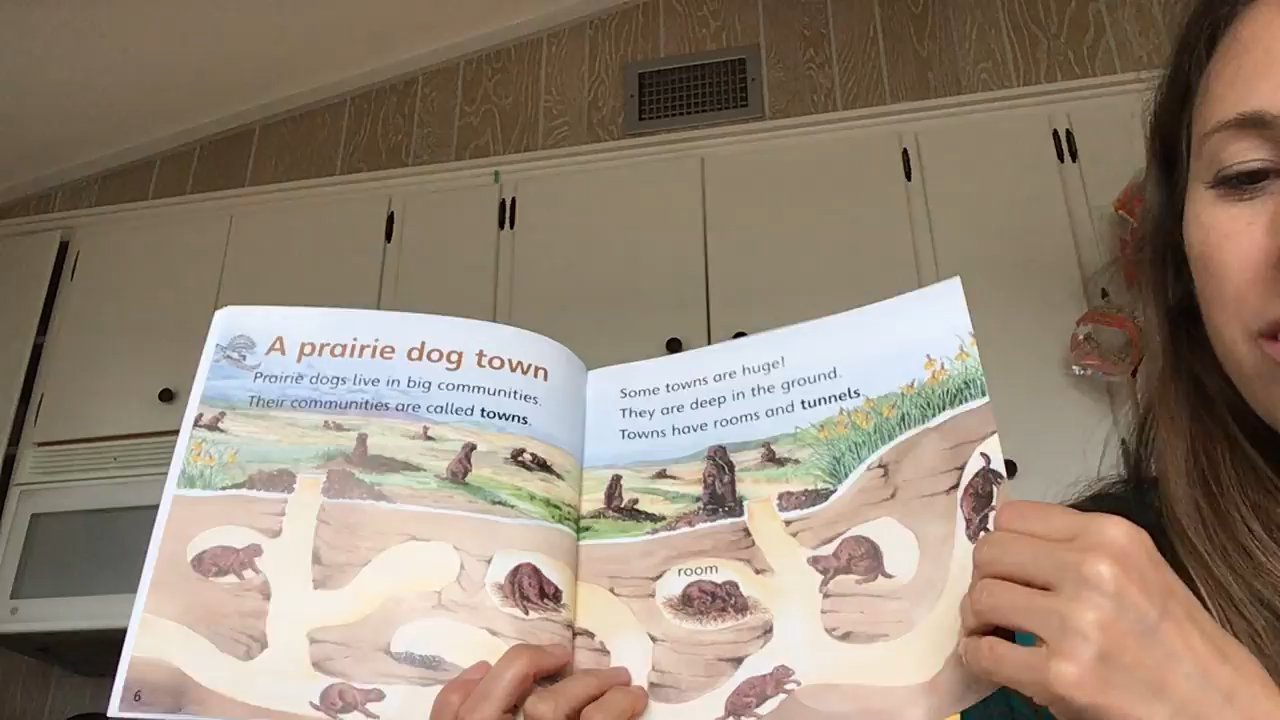 A prairie dog town
Prairie dogs live in big communities.
Their communities are called towns.
Some towns are huge!
They are deep in the ground.
Towns have rooms and tunnels.
room
6